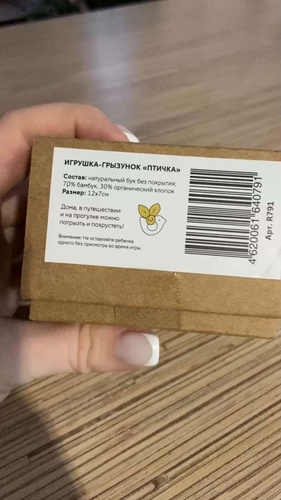 ИГРУШКА-ГРЫЗУНОК «ПТИЧКА»
Состав: натуральный бук без покрытия;
70% бамбук, 30% органический хлопок
Размер: 12х7см
Дома, в путешествии
и на прогулке можно
погрызть и похрустеть!
Внимание: Не оставляйте ребенка
одного без присмотра во время игры.
4 620061 640791
Арт. R791